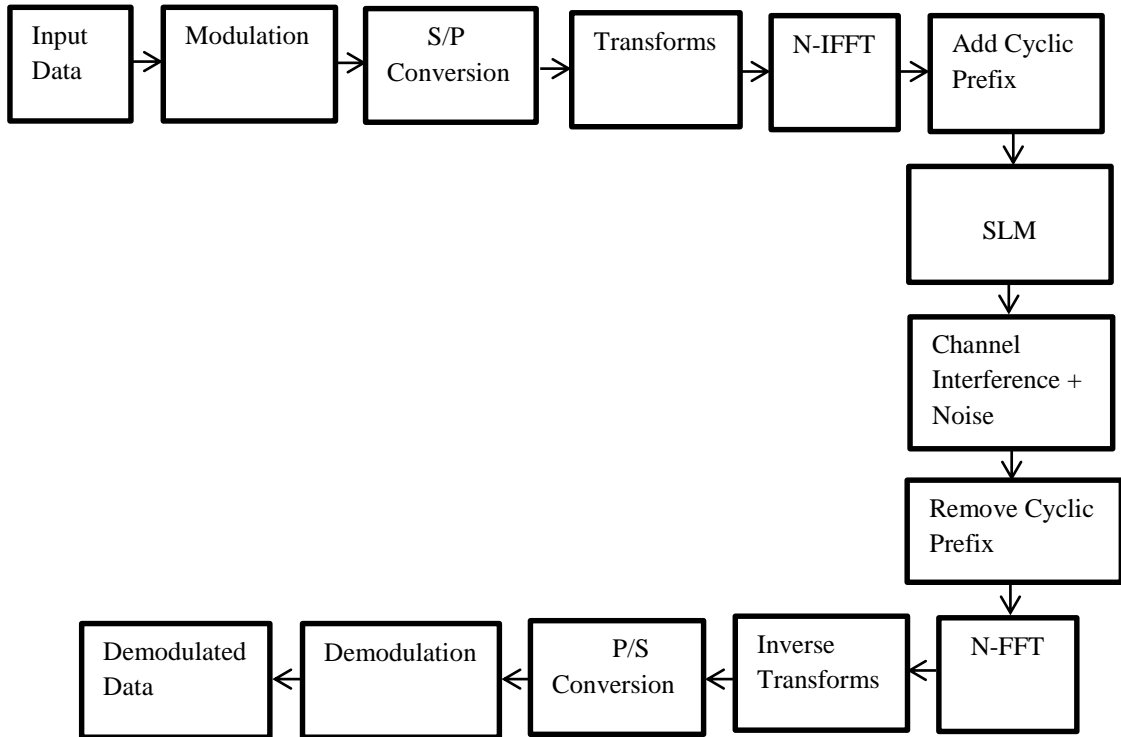 Input
Data
Modulation
S/P
Conversion
Transforms
N-IFFT
Add Cyclic
Prefix
SLM
Channel
Interference +
Noise
Remove Cyclic
Prefix
N-FFT
Inverse
Transforms
P/S
Conversion
Demodulation
Demodulated
Data